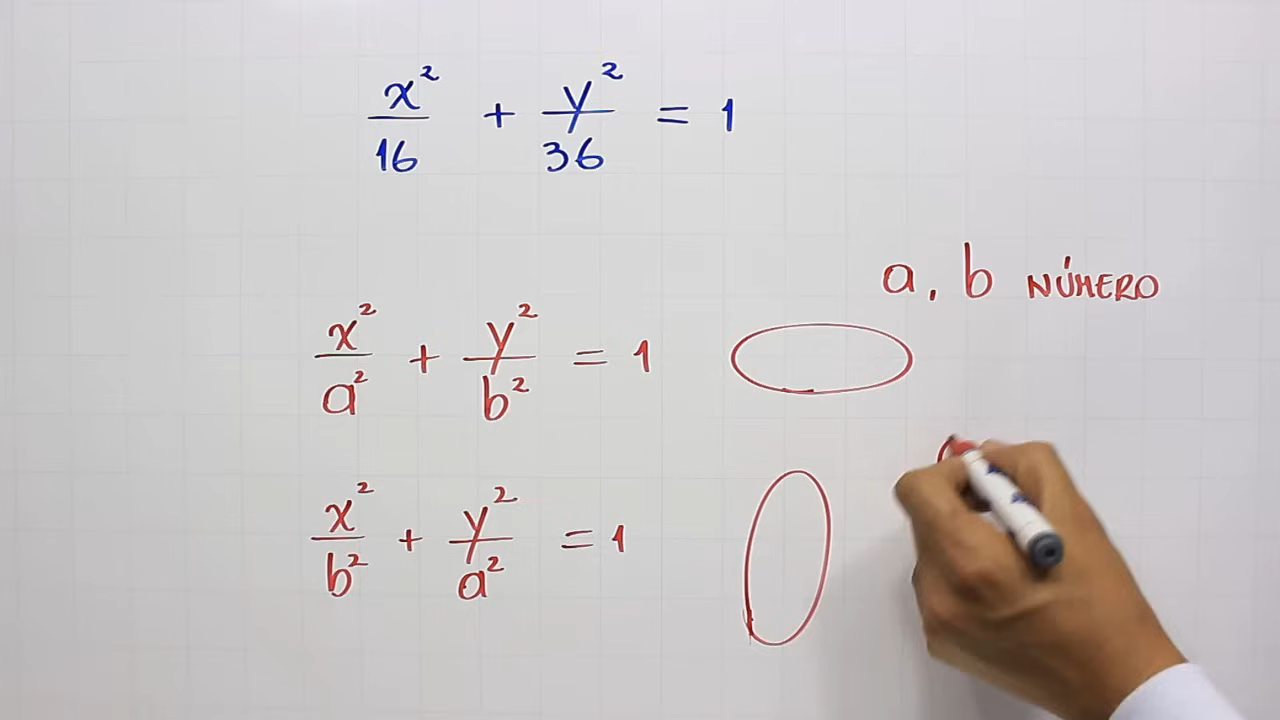 x²/16 + y²/36 = 1
a, b NÚMERO
x²/a² + y²/b² = 1
x²/b² + y²/a² = 1